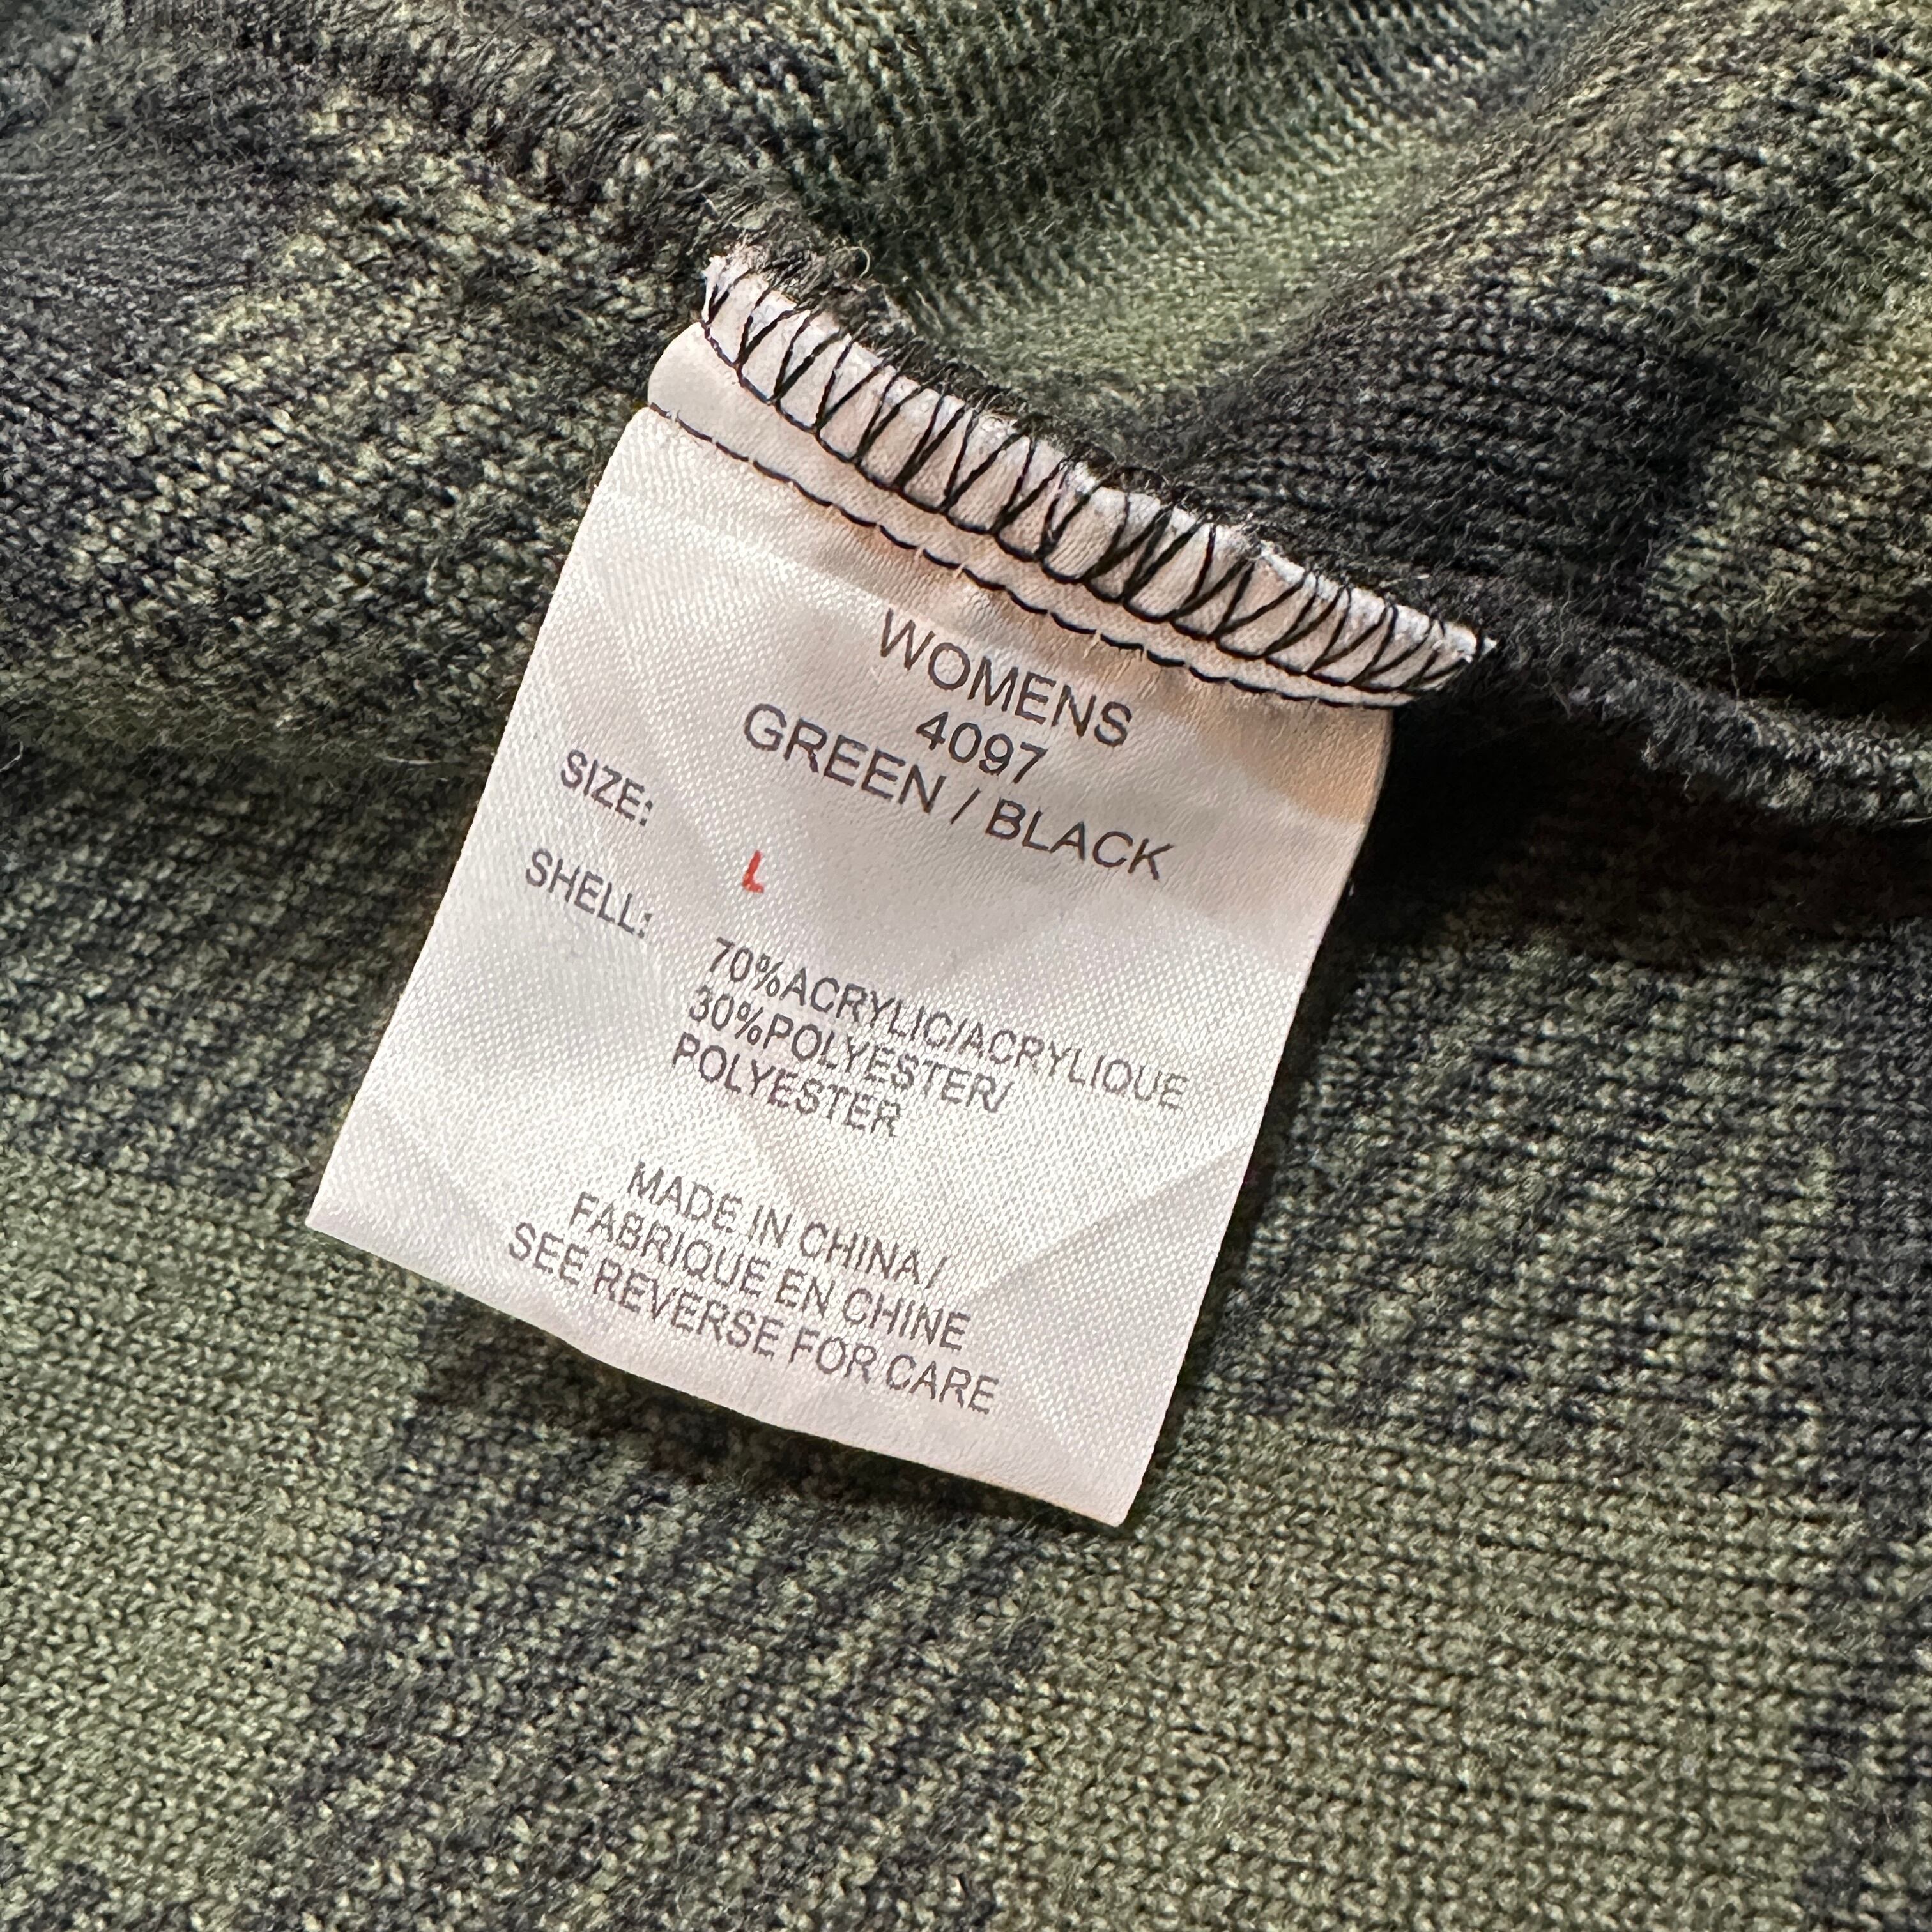 WOMENS
4097
GREEN / BLACK
SIZE:
L
SHELL:
70%ACRYLIC/ACRYLIQUE
30%POLYESTER/
POLYESTER
MADE IN CHINA /
FABRIQUE EN CHINE
SEE REVERSE FOR CARE